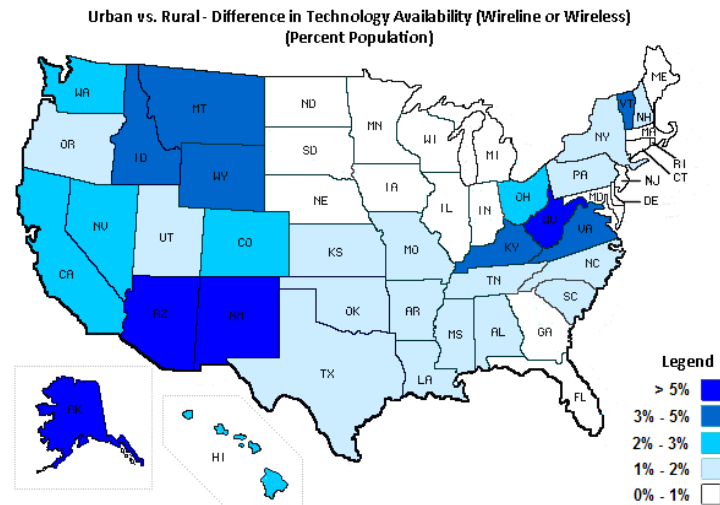 Urban vs. Rural - Difference in Technology Availability (Wireline or Wireless)
(Percent Population)
WA
MT
ND
MN
ME
VT
NH
OR
ID
WI
MI
NY
MA
SD
WY
RI
CT
IA
PA
NJ
NE
OH
MD
DE
NV
UT
CO
IL
IN
WV
VA
KS
MO
KY
CA
NC
TN
AZ
NM
OK
AR
SC
MS
AL
GA
TX
LA
FL
AK
HI
Legend
> 5%
3% - 5%
2% - 3%
1% - 2%
0% - 1%